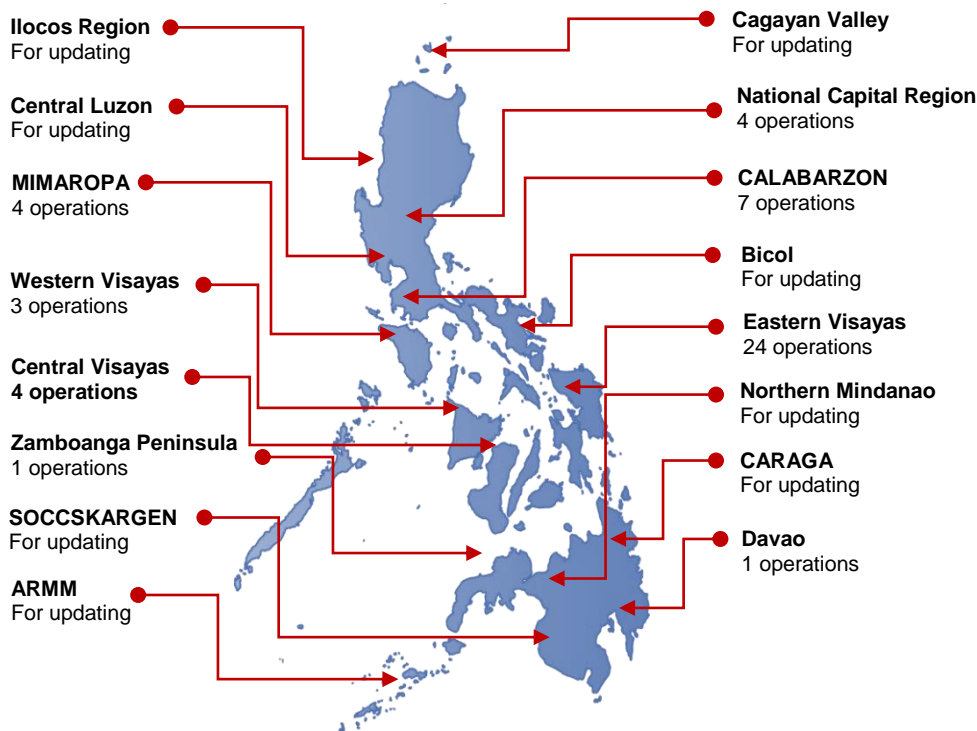 Ilocos Region
For updating
Central Luzon
For updating
MIMAROPA
4 operations
Western Visayas
3 operations
Central Visayas
4 operations
Zamboanga Peninsula
1 operations
SOCCSKARGEN
For updating
ARMM
For updating
Cagayan Valley
For updating
National Capital Region
4 operations
CALABARZON
7 operations
Bicol
For updating
Eastern Visayas
24 operations
Northern Mindanao
For updating
CARAGA
For updating
Davao
1 operations